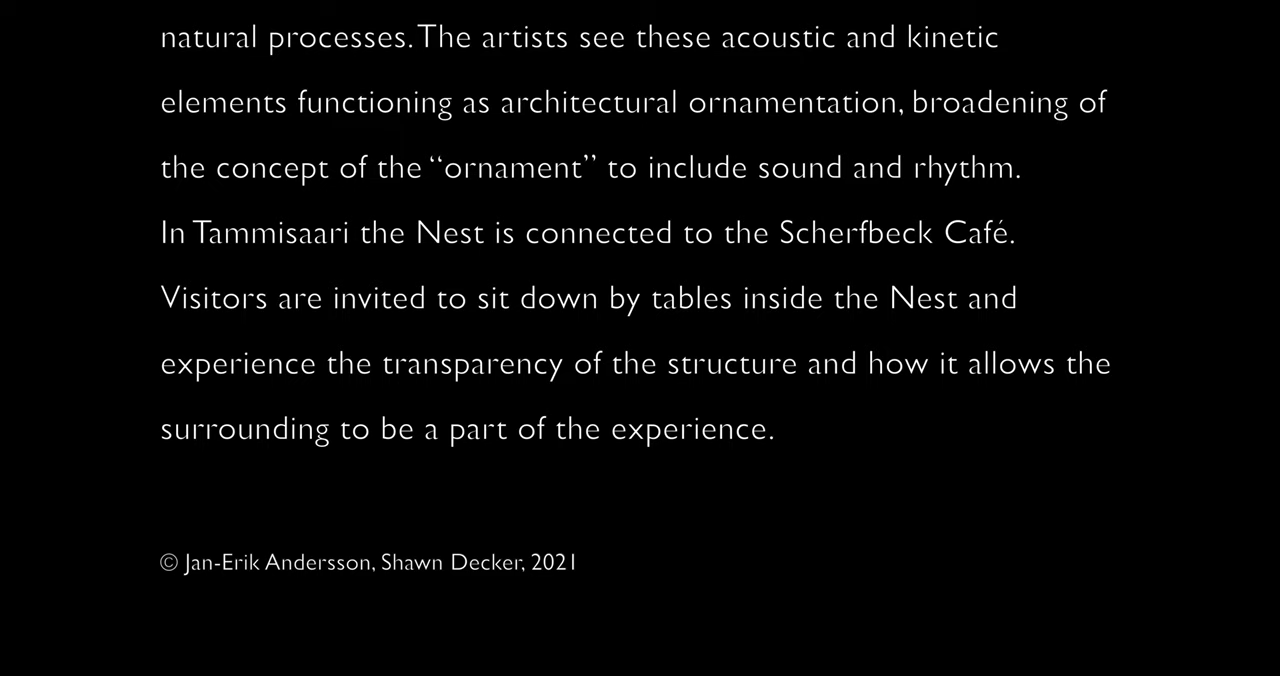 natural processes. The artists see these acoustic and kinetic
elements functioning as architectural ornamentation, broadening of
the concept of the “ornament” to include sound and rhythm.
In Tammisaari the Nest is connected to the Scherfbeck Café.
Visitors are invited to sit down by tables inside the Nest and
experience the transparency of the structure and how it allows the
surrounding to be a part of the experience.
© Jan-Erik Andersson, Shawn Decker, 2021